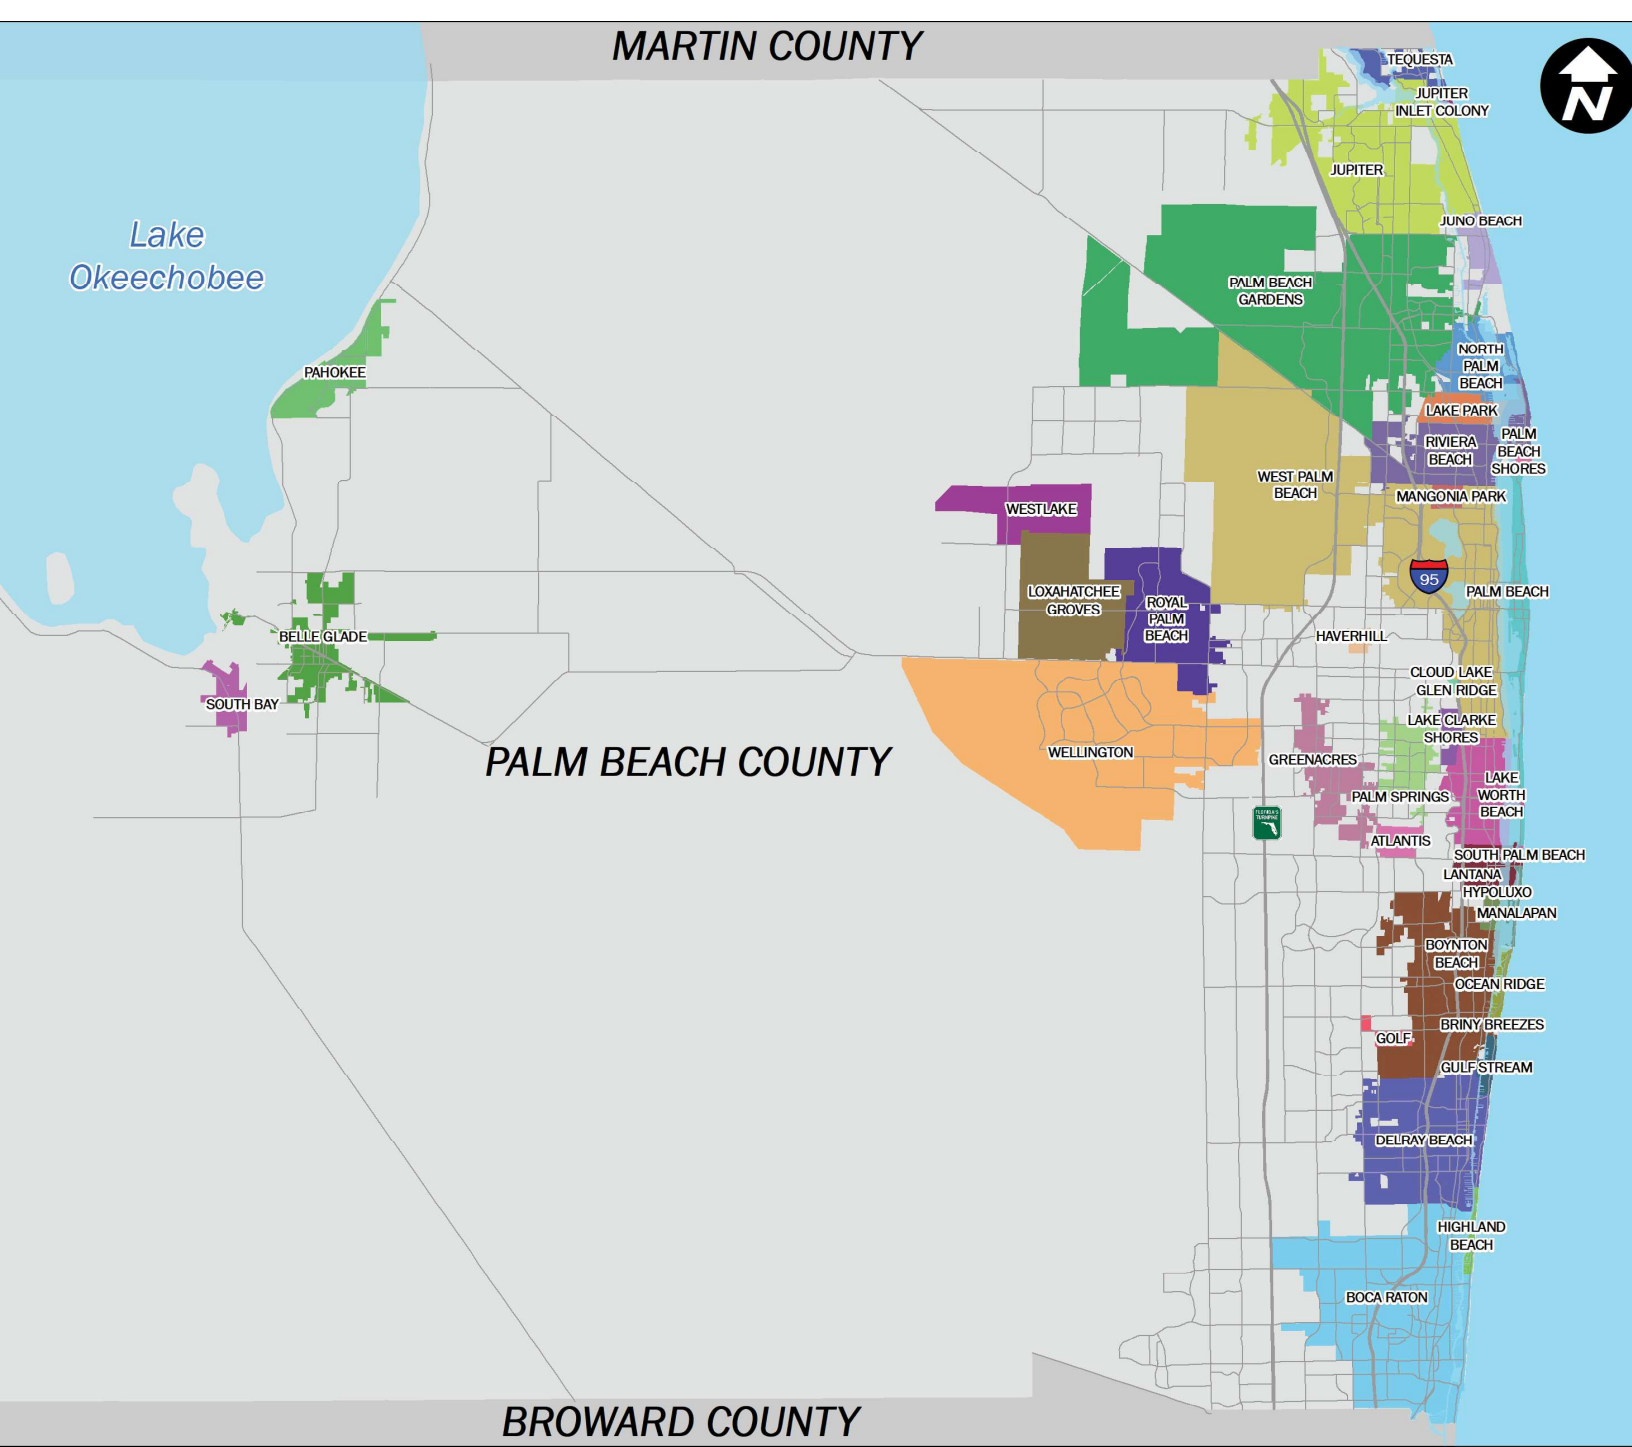 MARTIN COUNTY
TEQUESTA
N
JUPITER
INLET COLONY
JUPITER
JUNO BEACH
Lake
Okeechobee
PALM BEACH
GARDENS
NORTH
PALM
BEACH
PAHOKEE
LAKE PARK
RIVIERA
BEACH
PALM
BEACH
SHORES
WEST PALM
BEACH
MANGONIA PARK
WESTLAKE
95
LOXAHATCHEE
GROVES
ROYAL
PALM
BEACH
PALM BEACH
BELLE GLADE
HAVERHILL
CLOUD LAKE
GLEN RIDGE
SOUTH BAY
LAKE CLARKE
SHORES
PALM BEACH COUNTY
WELLINGTON
GREENACRES
LAKE
WORTH
BEACH
PALM SPRINGS
FLORIDA'S
TURNPIKE
ATLANTIS
SOUTH PALM BEACH
LANTANA
HYPOLUXO
MANALAPAN
BOYNTON
BEACH
OCEAN RIDGE
BRINY BREEZES
GOLF
GULF STREAM
DELRAY BEACH
HIGHLAND
BEACH
BOCA RATON
BROWARD COUNTY